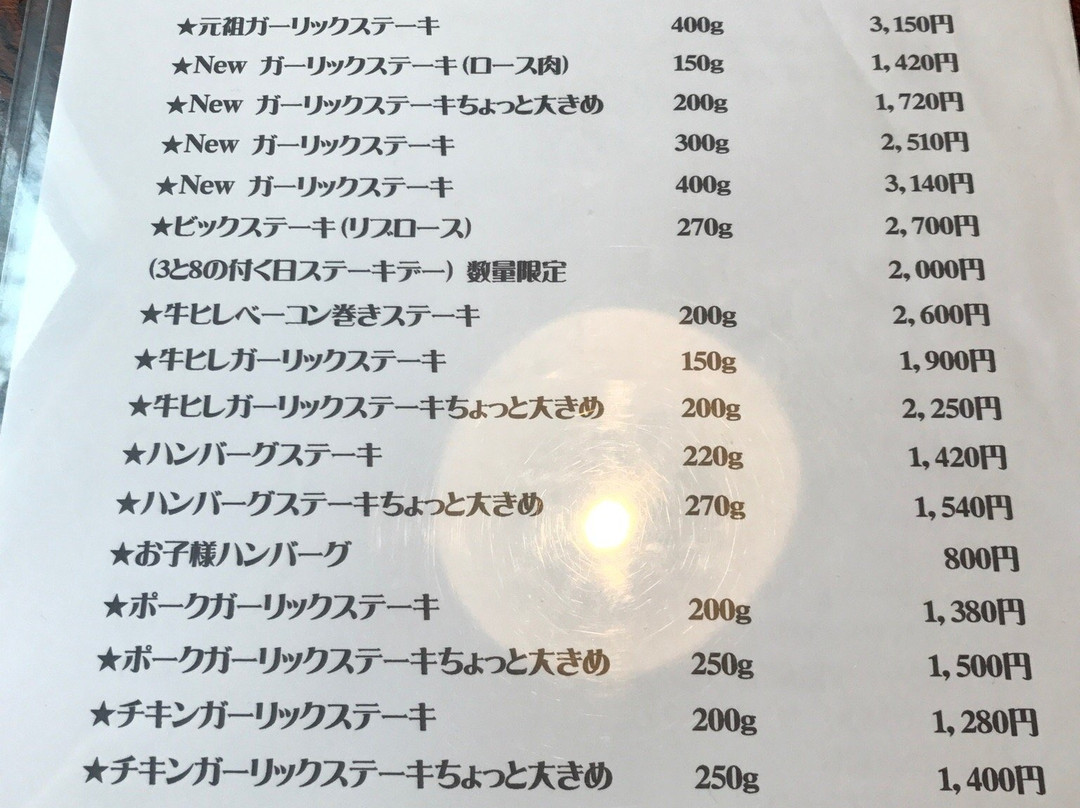 ★元祖ガーリックステーキ 400g 3,150円
★New ガーリックステーキ(ロース肉) 150g 1,420円
★New ガーリックステーキちょっと大きめ 200g 1,720円
★New ガーリックステーキ 300g 2,510円
★New ガーリックステーキ 400g 3,140円
★ビックステーキ(リブロース) 270g 2,700円
(3と8の付く日ステーキデー) 数量限定 2,000円
★牛ヒレベーコン巻きステーキ 200g 2,600円
★牛ヒレガーリックステーキ 150g 1,900円
★牛ヒレガーリックステーキちょっと大きめ 200g 2,250円
★ハンバーグステーキ 220g 1,420円
★ハンバーグステーキちょっと大きめ 270g 1,540円
★お子様ハンバーグ 800円
★ポークガーリックステーキ 200g 1,380円
★ポークガーリックステーキちょっと大きめ 250g 1,500円
★チキンガーリックステーキ 200g 1,280円
★チキンガーリックステーキちょっと大きめ 250g 1,400円